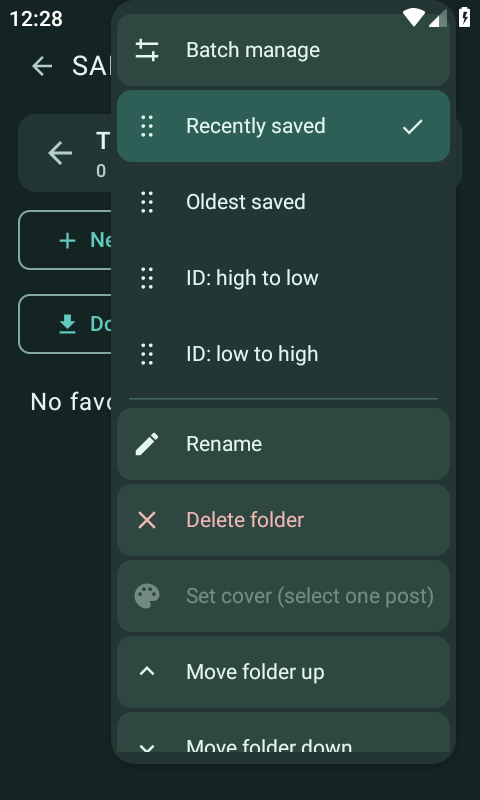 12:28
Batch manage
Recently saved
Oldest saved
ID: high to low
ID: low to high
Rename
Delete folder
Set cover (select one post)
Move folder up
Move folder down
0
No